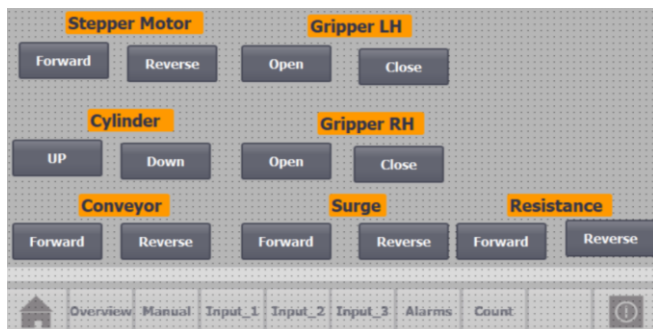 Stepper Motor Gripper LH
Forward Reverse Open Close
Cylinder Gripper RH
UP Down Open Close
Conveyor Surge Resistance
Forward Reverse Forward Reverse Forward Reverse
Overview Manual Input_1 Input_2 Input_3 Alarms Count